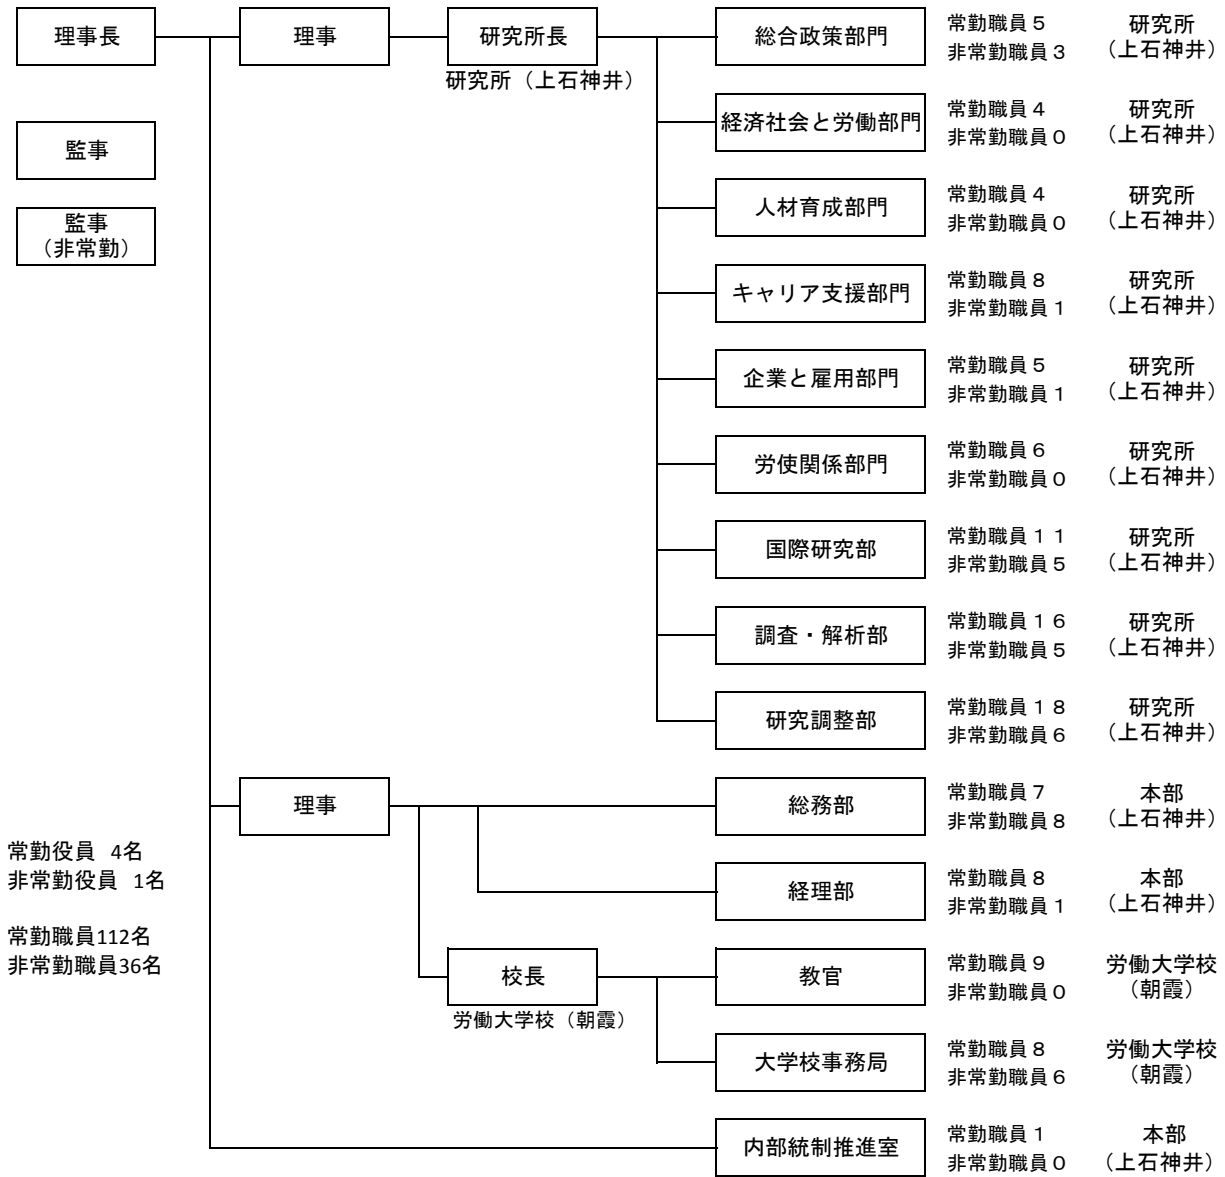 理事長
理事
研究所長
研究所（上石神井）
総合政策部門
常勤職員５
非常勤職員３
研究所
（上石神井）
監事
監事
（非常勤）
経済社会と労働部門
常勤職員４
非常勤職員０
研究所
（上石神井）
人材育成部門
常勤職員４
非常勤職員０
研究所
（上石神井）
キャリア支援部門
常勤職員８
非常勤職員１
研究所
（上石神井）
企業と雇用部門
常勤職員５
非常勤職員１
研究所
（上石神井）
労使関係部門
常勤職員６
非常勤職員０
研究所
（上石神井）
国際研究部
常勤職員１１
非常勤職員５
研究所
（上石神井）
調査・解析部
常勤職員１６
非常勤職員５
研究所
（上石神井）
研究調整部
常勤職員１８
非常勤職員６
研究所
（上石神井）
理事
総務部
常勤職員７
非常勤職員８
本部
（上石神井）
経理部
常勤職員８
非常勤職員１
本部
（上石神井）
常勤役員 4名
非常勤役員 1名
常勤職員112名
非常勤職員36名
校長
労働大学校（朝霞）
教官
常勤職員９
非常勤職員０
労働大学校
（朝霞）
大学校事務局
常勤職員８
非常勤職員６
労働大学校
（朝霞）
内部統制推進室
常勤職員１
非常勤職員０
本部
（上石神井）